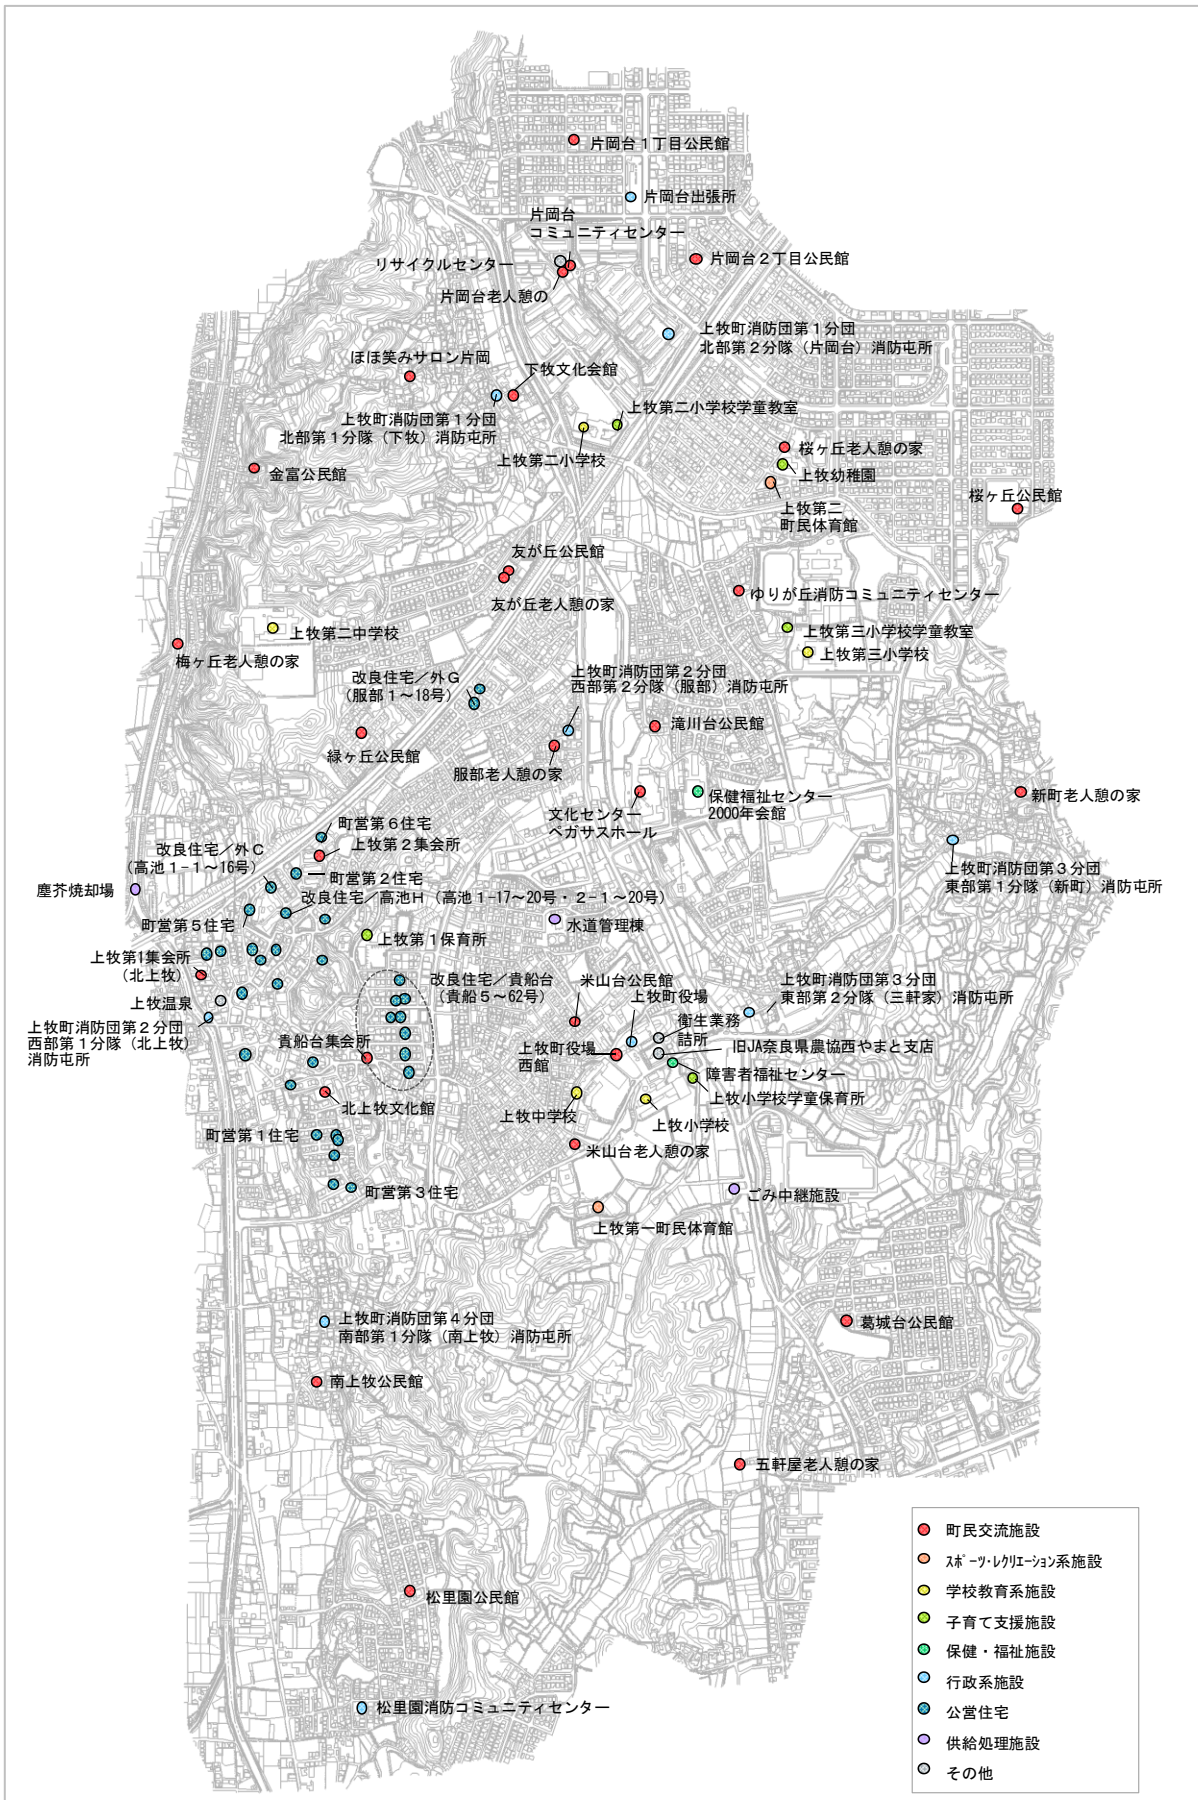 片岡台１丁目公民館
片岡台出張所
片岡台
コミュニティセンター
リサイクルセンター
片岡台２丁目公民館
片岡台老人憩の
上牧町消防団第１分団
北部第２分隊（片岡台）消防屯所
ほほ笑みサロン片岡
下牧文化会館
上牧町消防団第１分団
北部第１分隊（下牧）消防屯所
上牧第二小学校学童教室
上牧第二小学校
桜ヶ丘老人憩の家
上牧幼稚園
金富公民館
桜ヶ丘公民館
上牧第二
町民体育館
友が丘公民館
友が丘老人憩の家
ゆりが丘消防コミュニティセンター
上牧第二中学校
上牧第三小学校学童教室
上牧第三小学校
梅ヶ丘老人憩の家
改良住宅／外Ｇ
（服部１～18号）
上牧町消防団第２分団
西部第２分隊（服部）消防屯所
滝川台公民館
緑ヶ丘公民館
服部老人憩の家
文化センター
ペガサスホール
保健福祉センター
2000年会館
新町老人憩の家
町営第６住宅
上牧第２集会所
改良住宅／外Ｃ
（高池１-１～16号）
町営第２住宅
上牧町消防団第３分団
東部第１分隊（新町）消防屯所
塵芥焼却場
改良住宅／高池Ｈ（高池１-17～20号・２-１～20号）
町営第５住宅
水道管理棟
上牧第１保育所
上牧第1集会所
（北上牧）
改良住宅／貴船台
（貴船５～62号）
米山台公民館
上牧町消防団第３分団
東部第２分隊（三軒家）消防屯所
上牧温泉
上牧町役場
上牧町消防団第２分団
西部第１分隊（北上牧）
消防屯所
衛生業務
詰所
貴船台集会所
上牧町役場
西館
旧JA奈良県農協西やまと支店
障害者福祉センター
上牧小学校学童保育所
北上牧文化館
上牧中学校
上牧小学校
町営第１住宅
米山台老人憩の家
町営第３住宅
ごみ中継施設
上牧第一町民体育館
上牧町消防団第４分団
南部第１分隊（南上牧）消防屯所
葛城台公民館
南上牧公民館
五軒屋老人憩の家
松里園公民館
松里園消防コミュニティセンター
町民交流施設
ｽﾎﾟｰﾂ･ﾚｸﾘｴｰｼｮﾝ系施設
学校教育系施設
子育て支援施設
保健・福祉施設
行政系施設
公営住宅
供給処理施設
その他